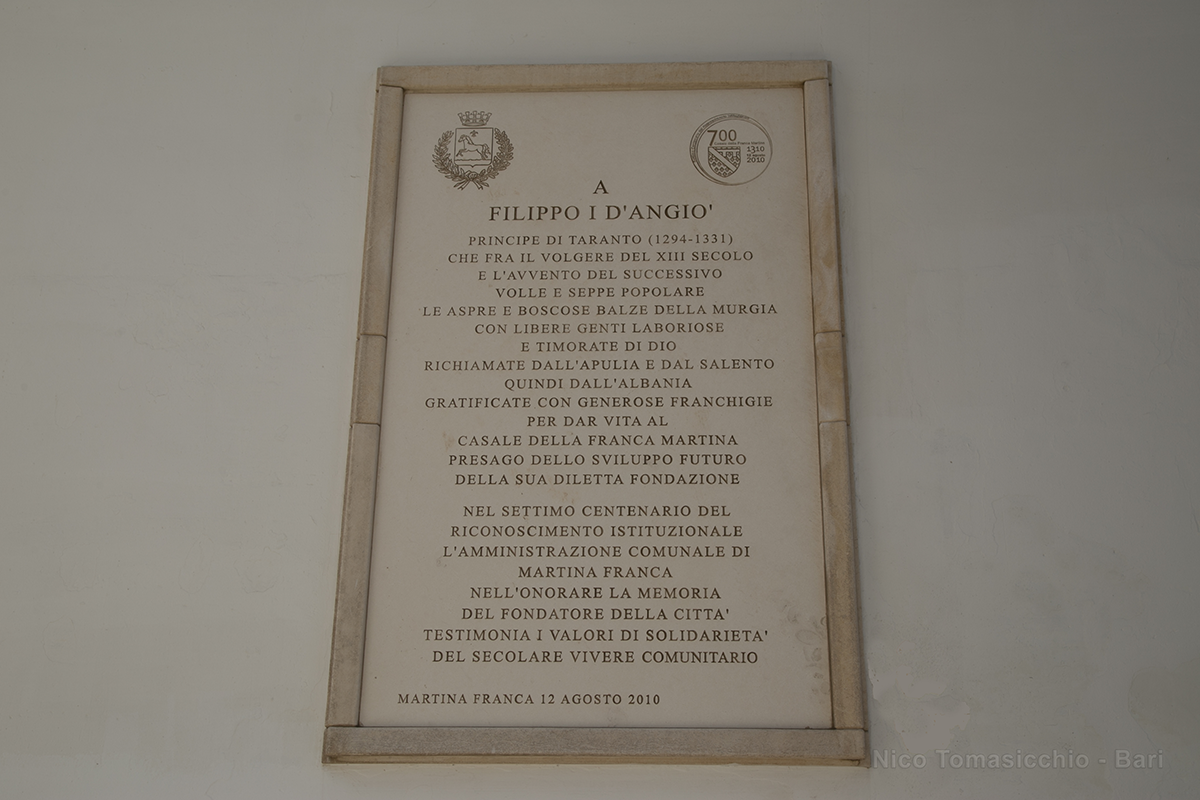 700
1310
2010
A
FILIPPO I D'ANGIO'
PRINCIPE DI TARANTO (1294-1331)
CHE FRA IL VOLGERE DEL XIII SECOLO
E L'AVVENTO DEL SUCCESSIVO
VOLLE E SEPPE POPOLARE
LE ASPRE E BOSCOSE BALZE DELLA MURGIA
CON LIBERE GENTI LABORIOSE
E TIMORATE DI DIO
RICHIAMATE DALL'APULIA E DAL SALENTO
QUINDI DALL'ALBANIA
GRATIFICATE CON GENEROSE FRANCHIGIE
PER DAR VITA AL
CASALE DELLA FRANCA MARTINA
PRESAGO DELLO SVILUPPO FUTURO
DELLA SUA DILETTA FONDAZIONE
NEL SETTIMO CENTENARIO DEL
RICONOSCIMENTO ISTITUZIONALE
L'AMMINISTRAZIONE COMUNALE DI
MARTINA FRANCA
NELL'ONORARE LA MEMORIA
DEL FONDATORE DELLA CITTA'
TESTIMONIA I VALORI DI SOLIDARIETA'
DEL SECOLARE VIVERE COMUNITARIO
MARTINA FRANCA 12 AGOSTO 2010
Nico Tomasicchio - Bari